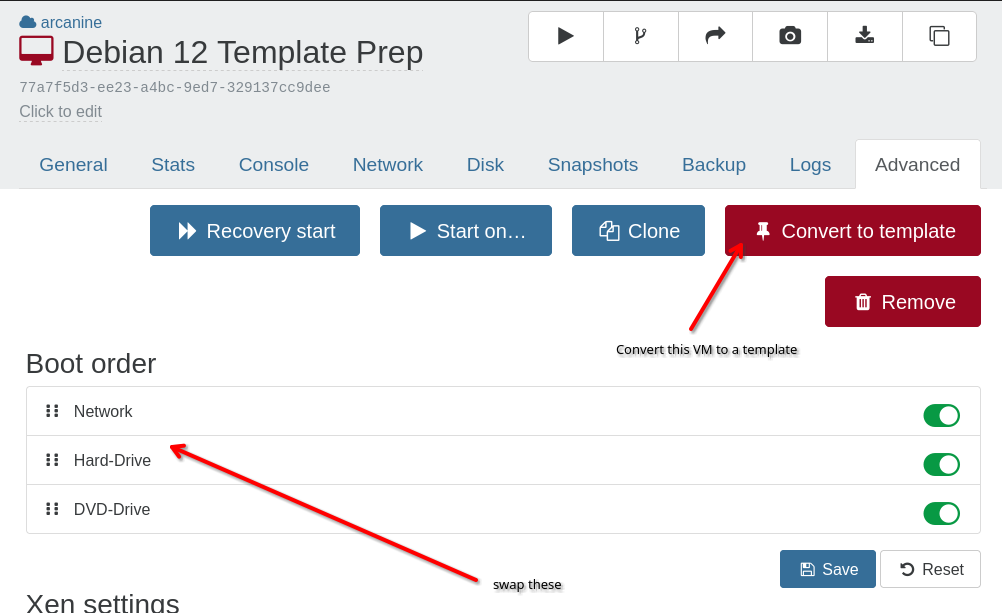 arcanine
Debian 12 Template Prep
77a7f5d3-ee23-a4bc-9ed7-329137cc9dee
Click to edit
General Stats Console Network Disk Snapshots Backup Logs Advanced
Recovery start Start on... Clone Convert to template
Remove
Convert this VM to a template
Boot order
Network
Hard-Drive
DVD-Drive
Save Reset
swap these
Xen settings